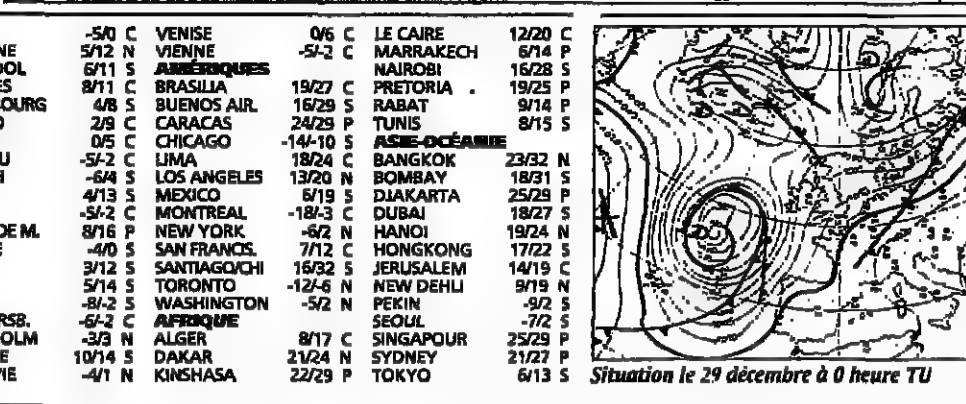 -5/0 C
NE 5/12 N
OOL 6/11 S
ES 8/11 C
BOURG 4/8 S
2/9 C
0/5 C
U -5/-2 C
H -6/4 S
4/13 S
-5/-2 C
DE M. 8/16 P
E -4/0 S
3/12 S
5/14 S
-8/-2 S
RSB. -6/-2 C
OLM -3/3 N
E 10/14 S
VIE -4/1 N
VENISE 0/6 C
VIENNE -5/-2 C
AMÉRIQUES
BRASILIA 19/27 C
BUENOS AIR. 16/29 S
CARACAS 24/29 P
CHICAGO -14/-10 S
LIMA 18/24 C
LOS ANGELES 13/20 N
MEXICO 6/19 S
MONTREAL -18/-3 C
NEW YORK -6/2 N
SAN FRANCIS. 7/12 C
SANTIAGO/CHI 16/32 S
TORONTO -12/-6 N
WASHINGTON -5/2 N
AFRIQUE
ALGER 8/17 C
DAKAR 21/24 N
KINSHASA 22/29 P
LE CAIRE 12/20 C
MARRAKECH 6/14 P
NAIROBI 16/28 S
PRETORIA 19/25 P
RABAT 9/14 P
TUNIS 8/15 S
ASIE-OCÉANIE
BANGKOK 23/32 N
BOMBAY 18/31 S
DJAKARTA 25/29 P
DUBAI 18/27 S
HANOI 19/24 N
HONGKONG 17/22 S
JERUSALEM 14/19 C
NEW DEHLI 9/19 N
PEKIN -9/2 S
SEOUL -7/2 S
SINGAPOUR 25/29 P
SYDNEY 21/27 P
TOKYO 6/13 S
Situation le 29 décembre à 0 heure TU